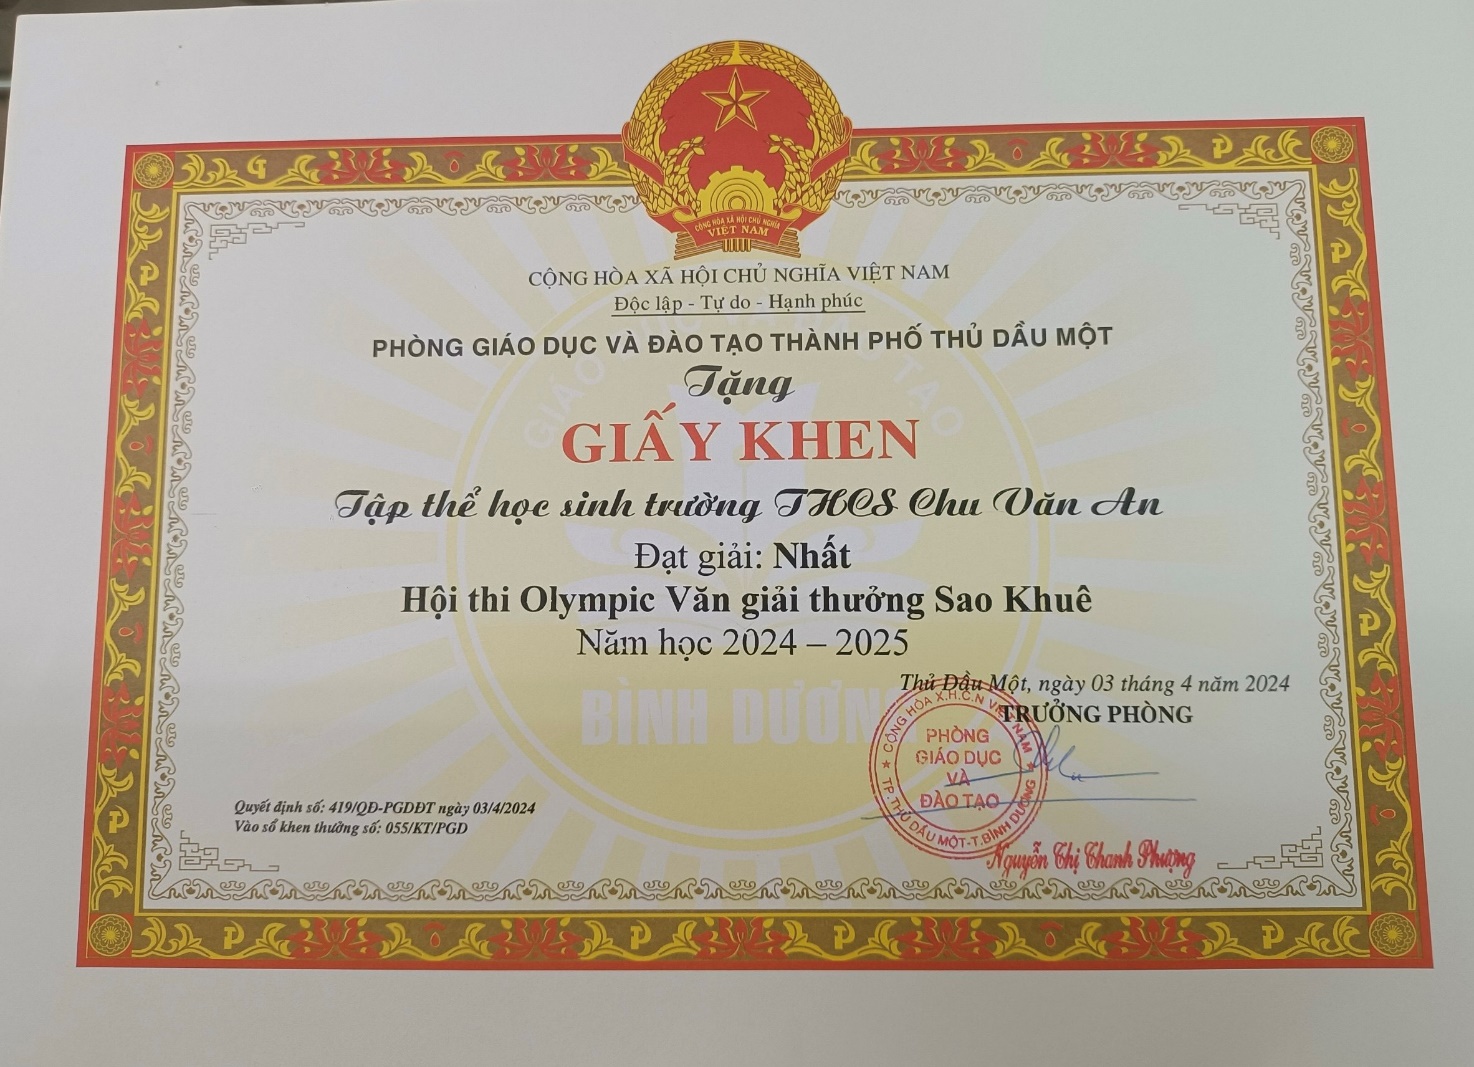 CỘNG HÒA XÃ HỘI CHỦ NGHĨA
VIỆT NAM
CỘNG HÒA XÃ HỘI CHỦ NGHĨA VIỆT NAM
Độc lập - Tự do - Hạnh phúc
PHÒNG GIÁO DỤC VÀ ĐÀO TẠO THÀNH PHỐ THỦ DẦU MỘT
Tặng
GIẤY KHEN
Tập thể học sinh trường THCS Chu Văn An
Đạt giải: Nhất
Hội thi Olympic Văn giải thưởng Sao Khuê
Năm học 2024 – 2025
Thủ Dầu Một, ngày 03 tháng 4 năm 2024
TRƯỞNG PHÒNG
CỘNG HÒA X.H.C.N VIỆT NAM
PHÒNG
GIÁO DỤC
VÀ
ĐÀO TẠO
TP.THỦ DẦU MỘT-T.BÌNH DƯƠNG
Nguyễn Thị Thanh Phượng
Quyết định số: 419/QĐ-PGDĐT ngày 03/4/2024
Vào sổ khen thưởng số: 055/KT/PGD
BÌNH DƯƠNG